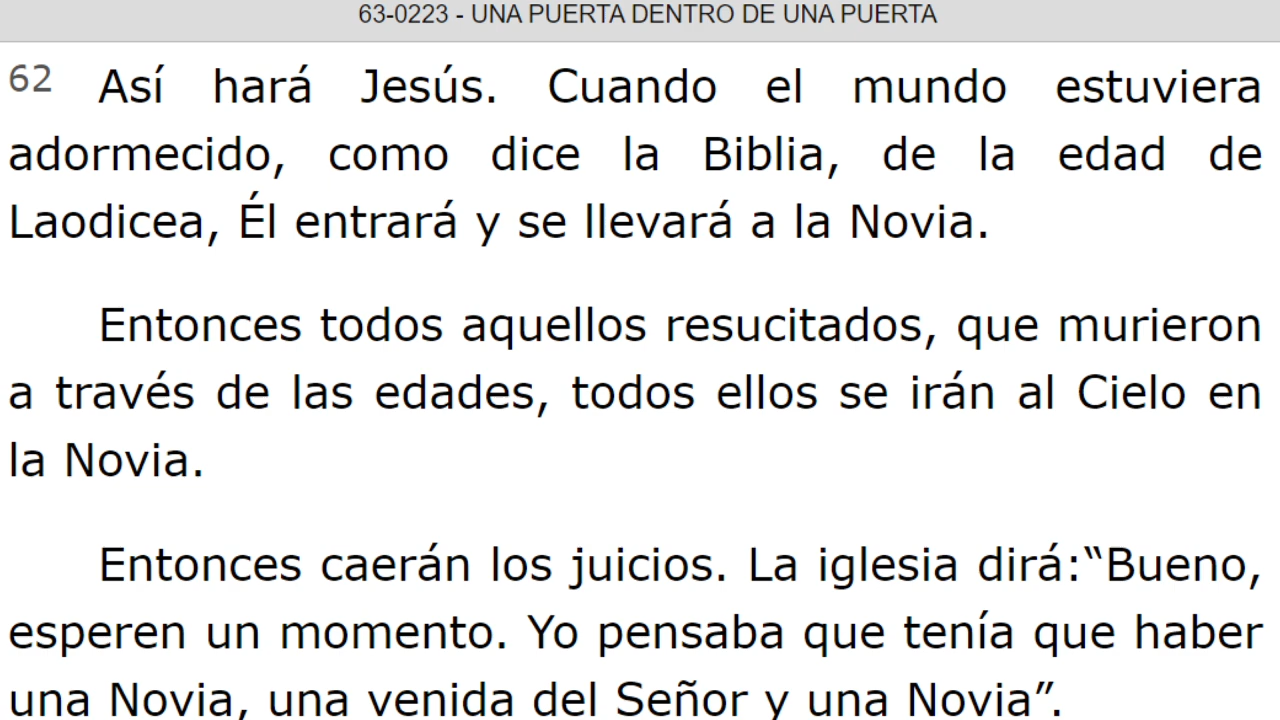 63-0223 - UNA PUERTA DENTRO DE UNA PUERTA
62 Así hará Jesús. Cuando el mundo estuviera
adormecido, como dice la Biblia, de la edad de
Laodicea, Él entrará y se llevará a la Novia.
Entonces todos aquellos resucitados, que murieron
a través de las edades, todos ellos se irán al Cielo en
la Novia.
Entonces caerán los juicios. La iglesia dirá:“Bueno,
esperen un momento. Yo pensaba que tenía que haber
una Novia, una venida del Señor y una Novia”.